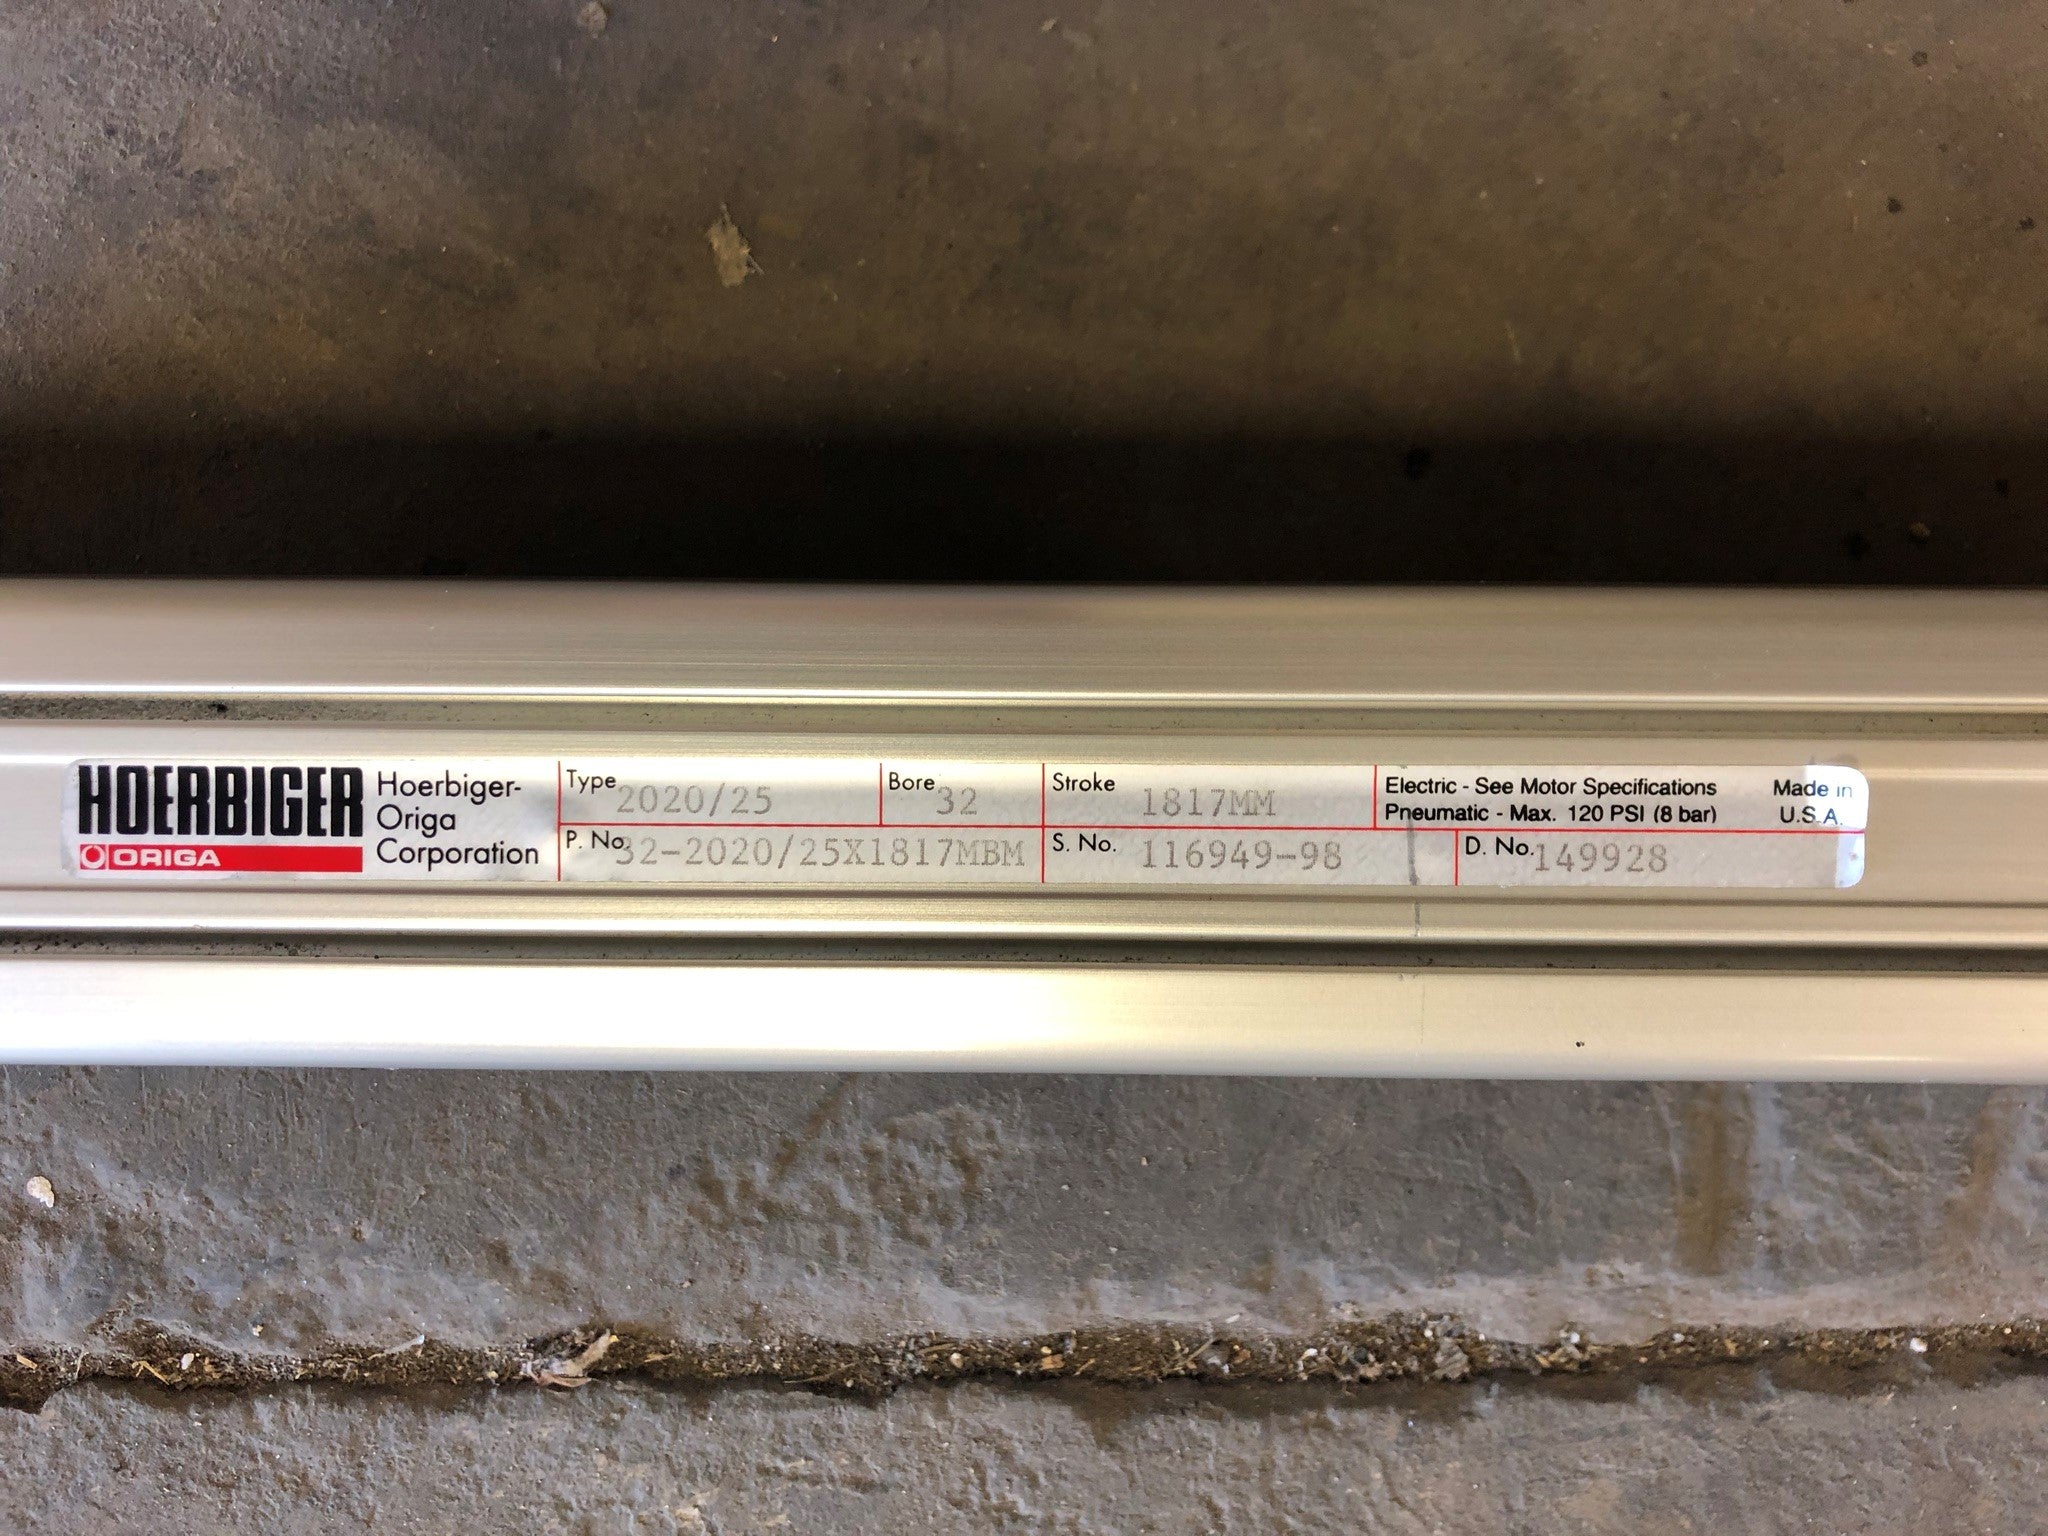 HOERBIGER
ORIGA
Hoerbiger-
Origa
Corporation
Type 2020/25
Bore 32
Stroke 1817MM
Electric - See Motor Specifications
Pneumatic - Max. 120 PSI (8 bar)
Made in
U.S.A.
P. No. 32-2020/25X1817MBM
S. No. 116949-98
D. No. 149928